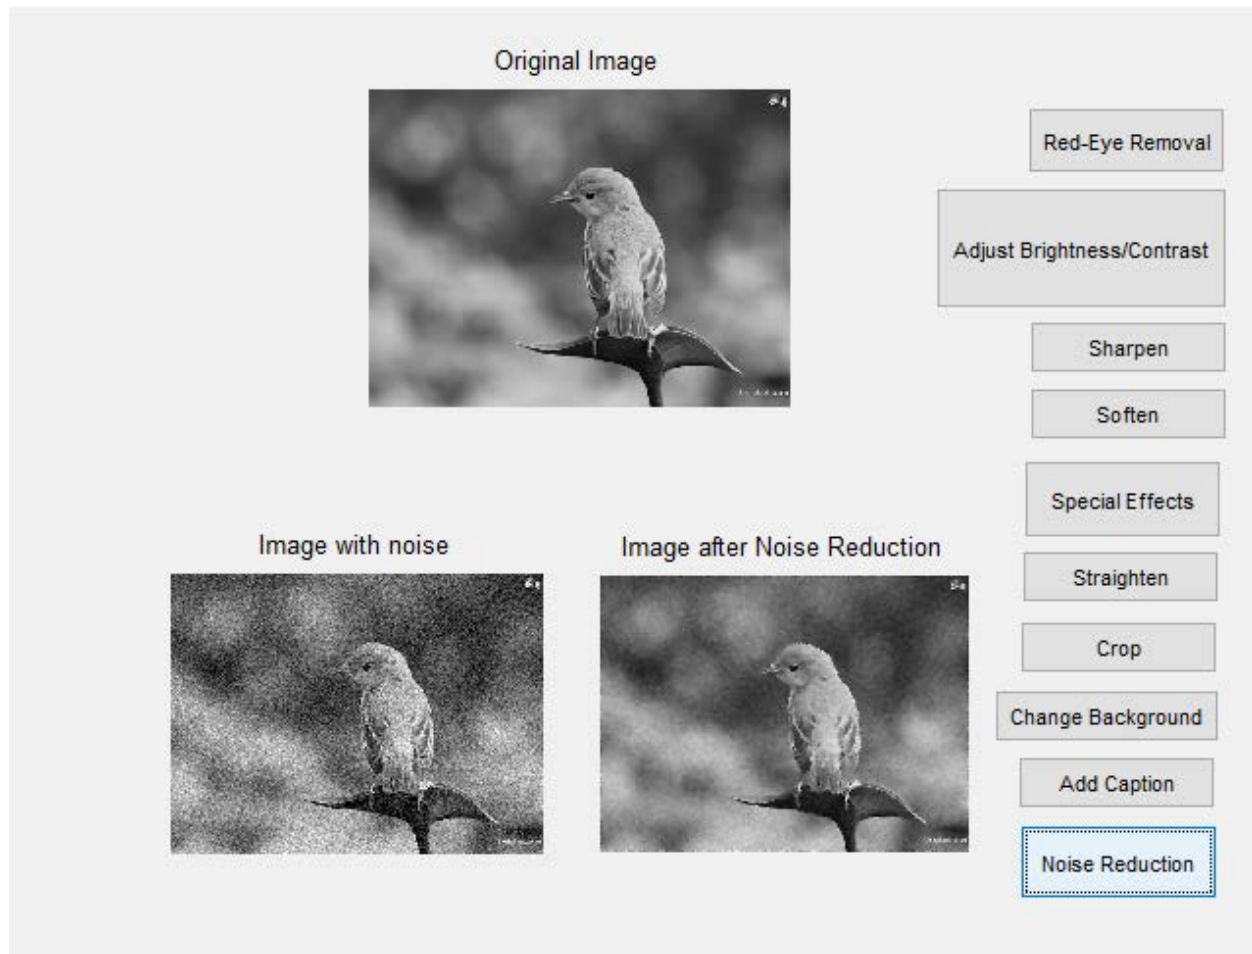 Original Image
Red-Eye Removal
Adjust Brightness/Contrast
Sharpen
Soften
Special Effects
Image with noise
Image after Noise Reduction
Straighten
Crop
Change Background
Add Caption
Noise Reduction